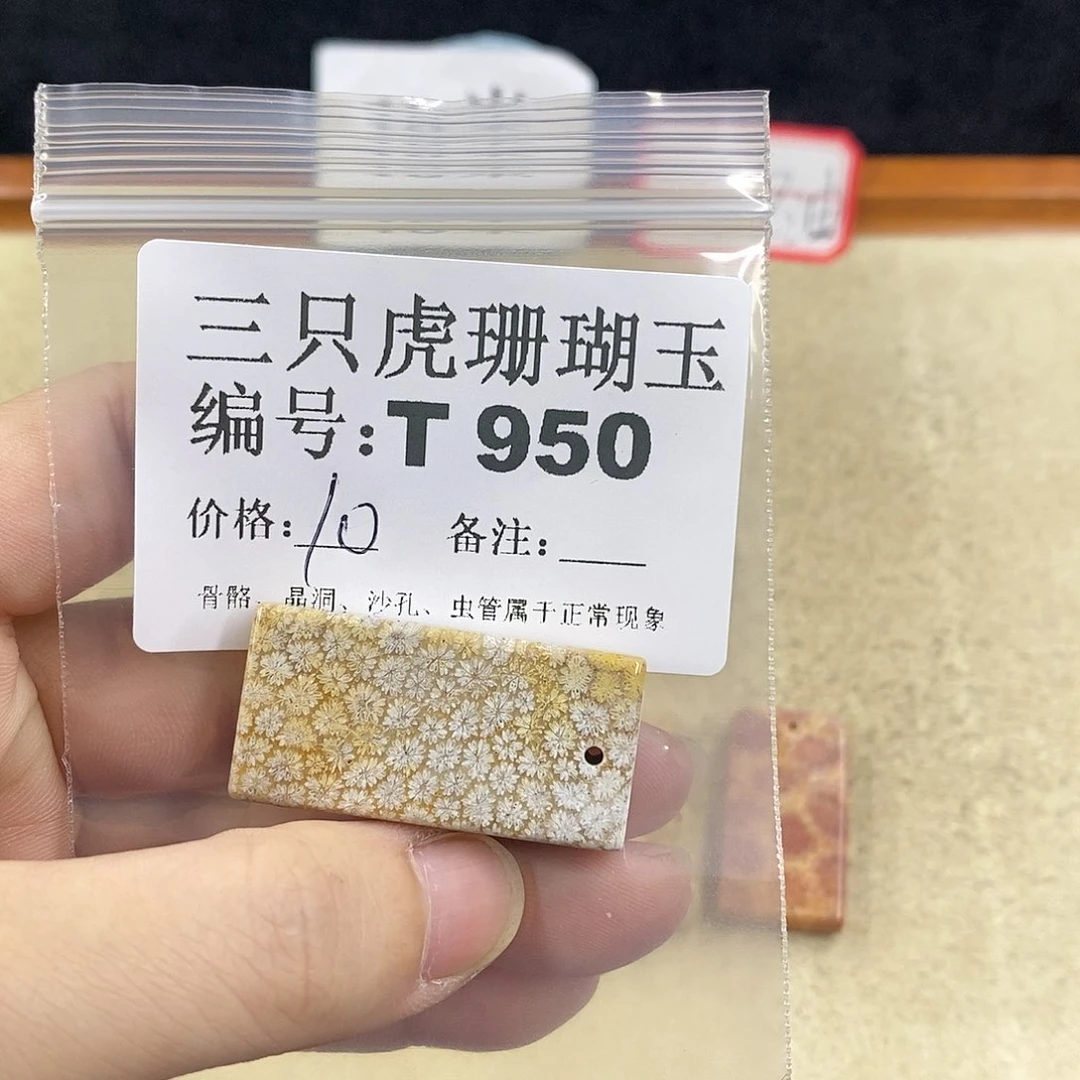 三只虎珊瑚玉
编号:T 950
价格:10 备注:___
骨骼、晶洞、沙孔、虫管属于正常现象